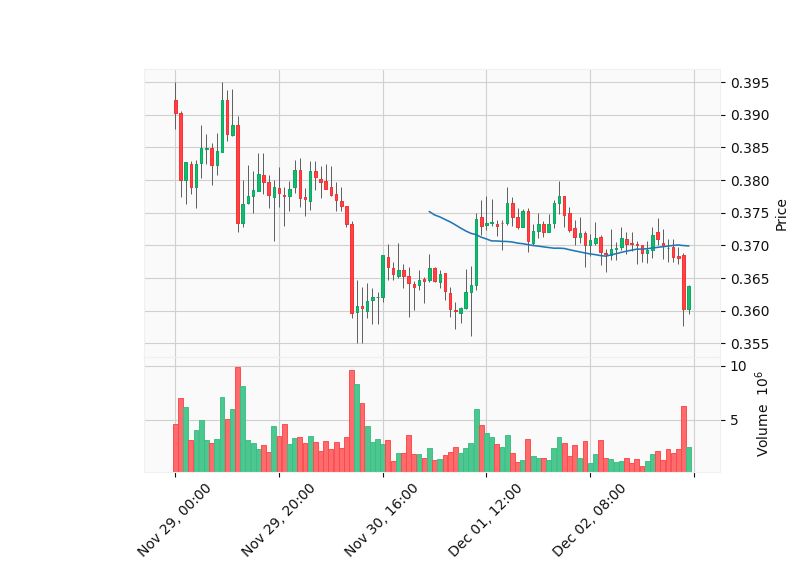 0.395
0.390
0.385
0.380
0.375
0.370
0.365
0.360
0.355
Price
10
5
Volume 10^6
Nov 29, 00:00
Nov 29, 20:00
Nov 30, 16:00
Dec 01, 12:00
Dec 02, 08:00